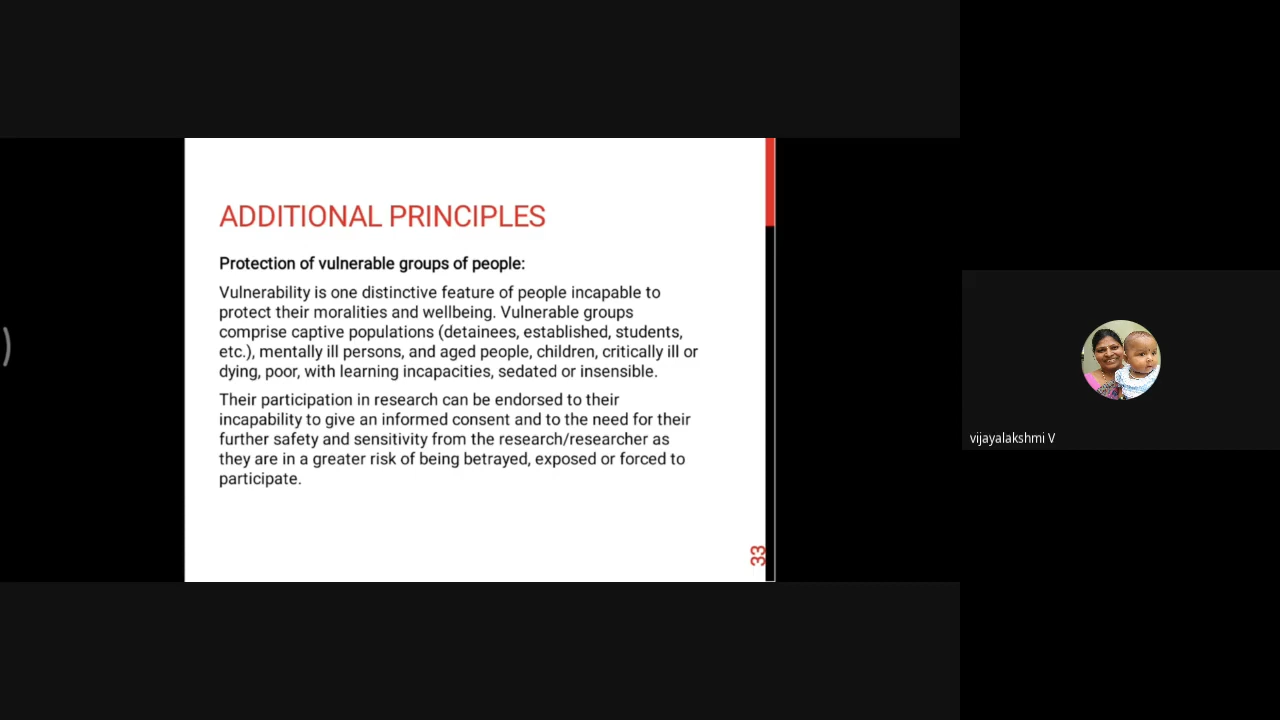 ADDITIONAL PRINCIPLES
Protection of vulnerable groups of people:
Vulnerability is one distinctive feature of people incapable to
protect their moralities and wellbeing. Vulnerable groups
comprise captive populations (detainees, established, students,
etc.), mentally ill persons, and aged people, children, critically ill or
dying, poor, with learning incapacities, sedated or insensible.
Their participation in research can be endorsed to their
incapability to give an informed consent and to the need for their
further safety and sensitivity from the research/researcher as
they are in a greater risk of being betrayed, exposed or forced to
participate.
33
vijayalakshmi V